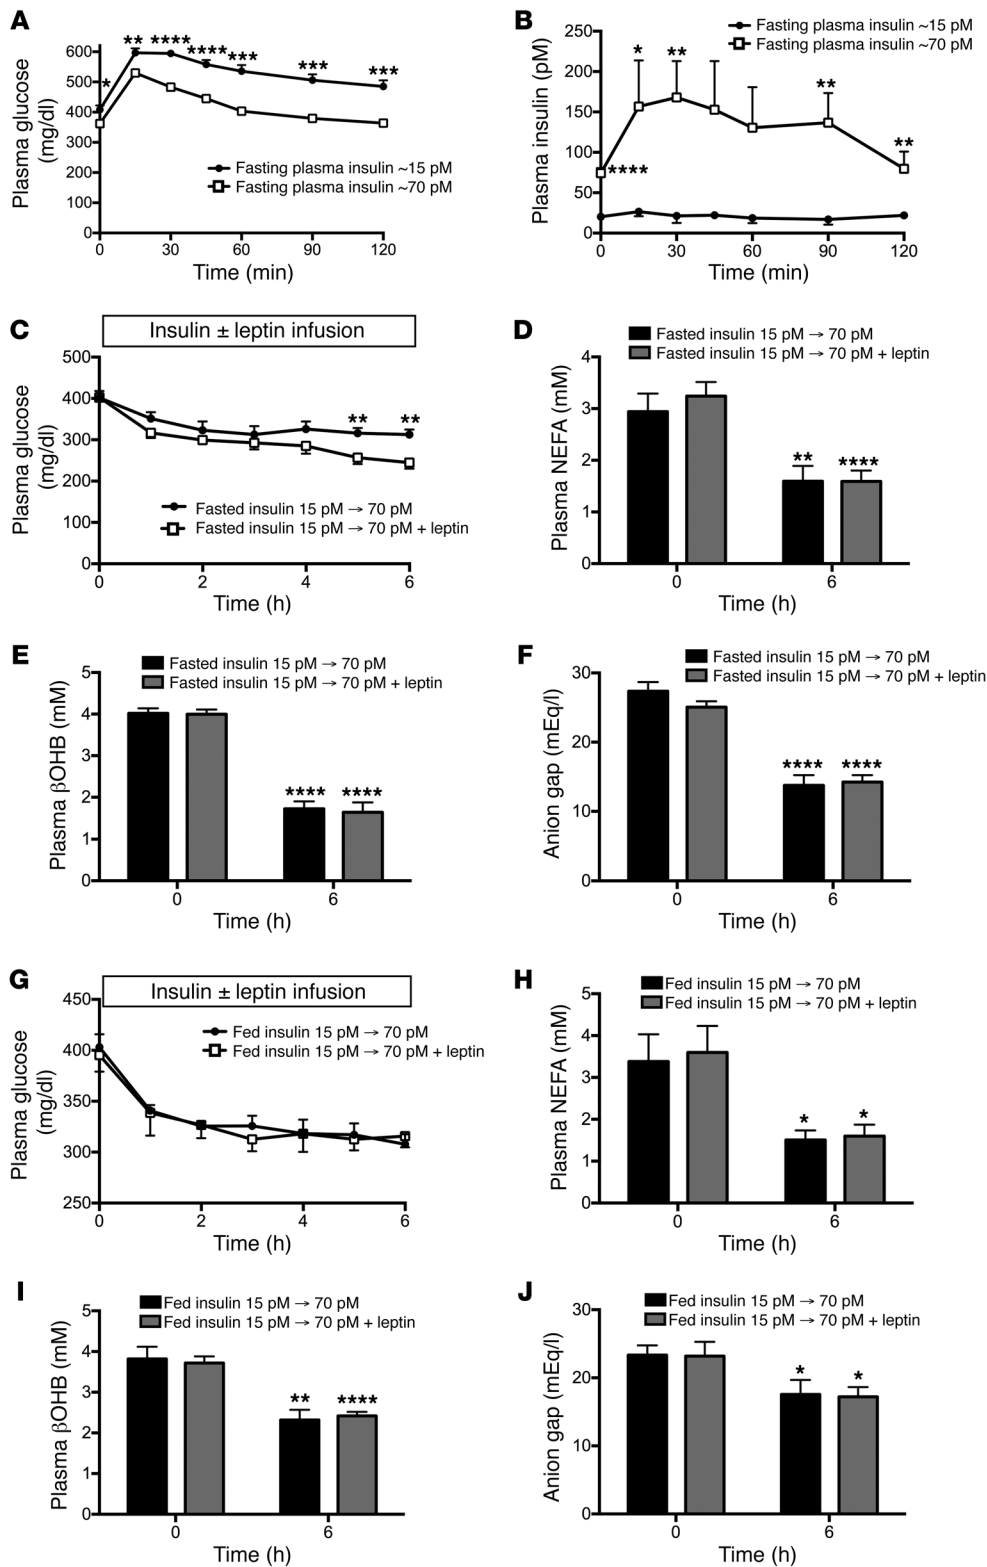 A
Plasma glucose
(mg/dl)
600
500
400
300
200
100
0
*
**
****
****
***
***
***
Fasting plasma insulin ~15 pM
Fasting plasma insulin ~70 pM
0 30 60 90 120
Time (min)
B
Plasma insulin (pM)
250
200
150
100
50
0
Fasting plasma insulin ~15 pM
Fasting plasma insulin ~70 pM
*
**
**
**
****
0 30 60 90 120
Time (min)
C
Insulin ± leptin infusion
Plasma glucose
(mg/dl)
500
400
300
200
100
0
** **
Fasted insulin 15 pM → 70 pM
Fasted insulin 15 pM → 70 pM + leptin
0 2 4 6
Time (h)
D
Fasted insulin 15 pM → 70 pM
Fasted insulin 15 pM → 70 pM + leptin
Plasma NEFA (mM)
4
3
2
1
0
** ****
0 6
Time (h)
E
Fasted insulin 15 pM → 70 pM
Fasted insulin 15 pM → 70 pM + leptin
Plasma βOHB (mM)
5
4
3
2
1
0
**** ****
0 6
Time (h)
F
Fasted insulin 15 pM → 70 pM
Fasted insulin 15 pM → 70 pM + leptin
Anion gap (mEq/l)
30
20
10
0
**** ****
0 6
Time (h)
G
Insulin ± leptin infusion
Plasma glucose
(mg/dl)
450
400
350
300
250
Fed insulin 15 pM → 70 pM
Fed insulin 15 pM → 70 pM + leptin
0 2 4 6
Time (h)
H
Fed insulin 15 pM → 70 pM
Fed insulin 15 pM → 70 pM + leptin
Plasma NEFA (mM)
5
4
3
2
1
0
* *
0 6
Time (h)
I
Fed insulin 15 pM → 70 pM
Fed insulin 15 pM → 70 pM + leptin
Plasma βOHB (mM)
5
4
3
2
1
0
** ****
0 6
Time (h)
J
Fed insulin 15 pM → 70 pM
Fed insulin 15 pM → 70 pM + leptin
Anion gap (mEq/l)
30
20
10
0
* *
0 6
Time (h)